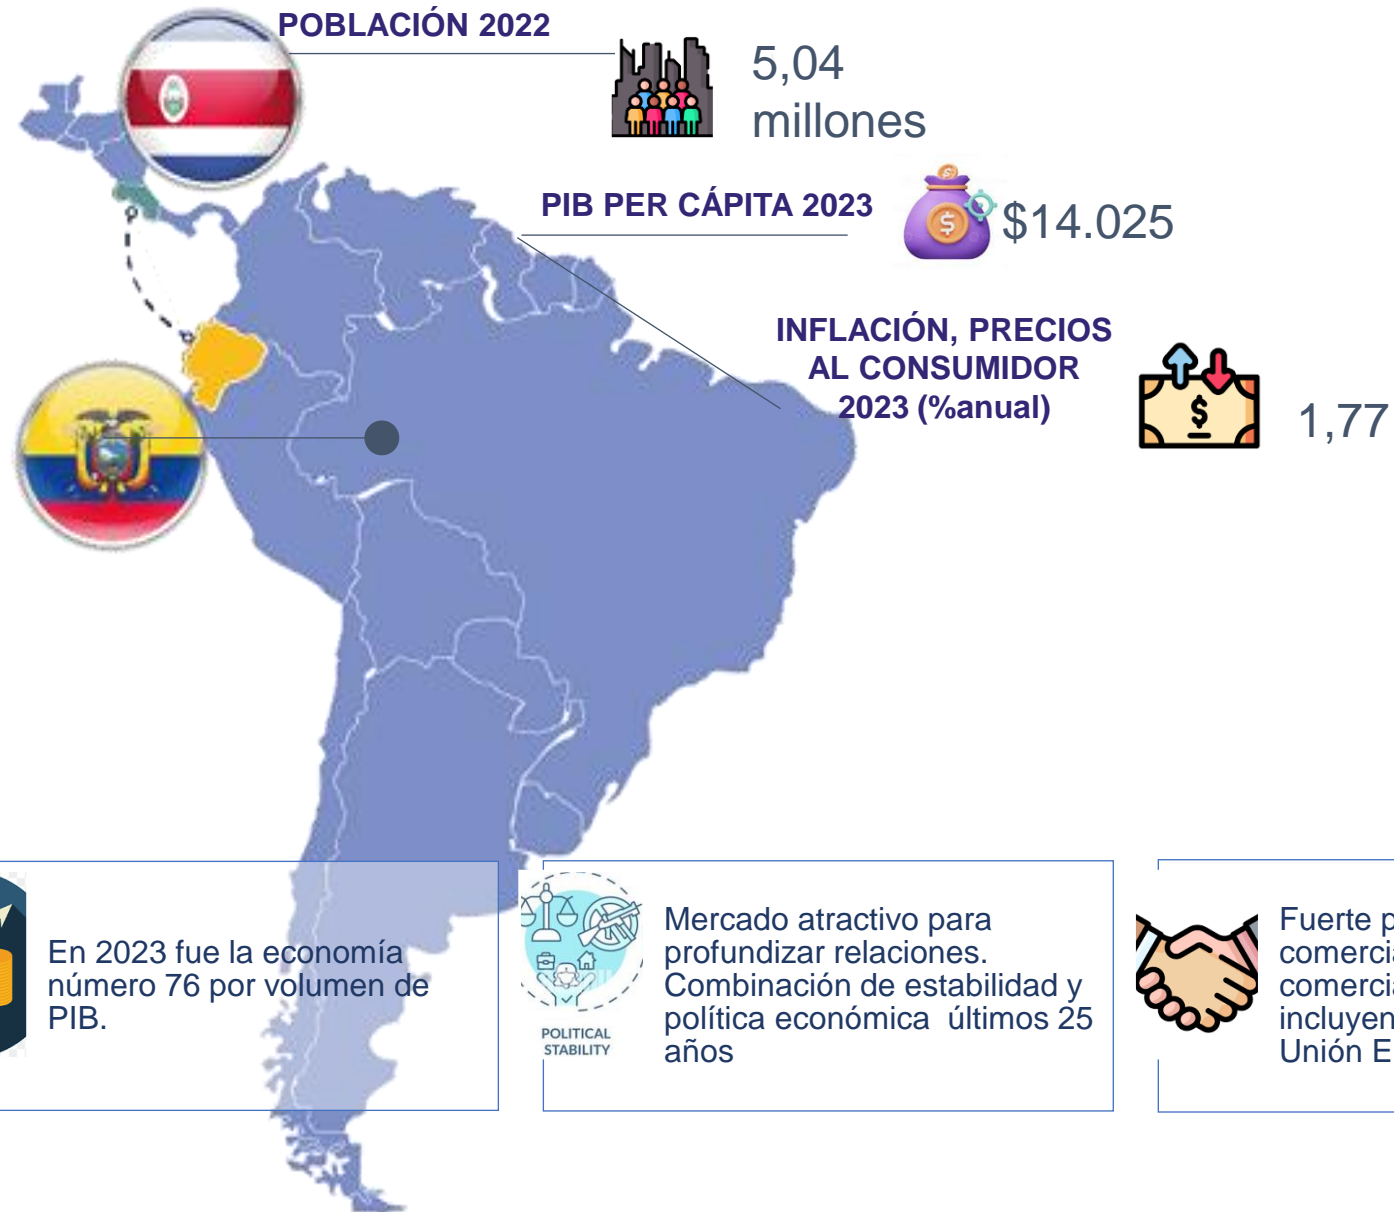 POBLACIÓN 2022
5,04
millones
PIB PER CÁPITA 2023
$14.025
INFLACIÓN, PRECIOS
AL CONSUMIDOR
2023 (%anual)
1,77
En 2023 fue la economía
número 76 por volumen de
PIB.
POLITICAL
STABILITY
Mercado atractivo para
profundizar relaciones.
Combinación de estabilidad y
política económica últimos 25
años
Fuerte
incluyen
Unión